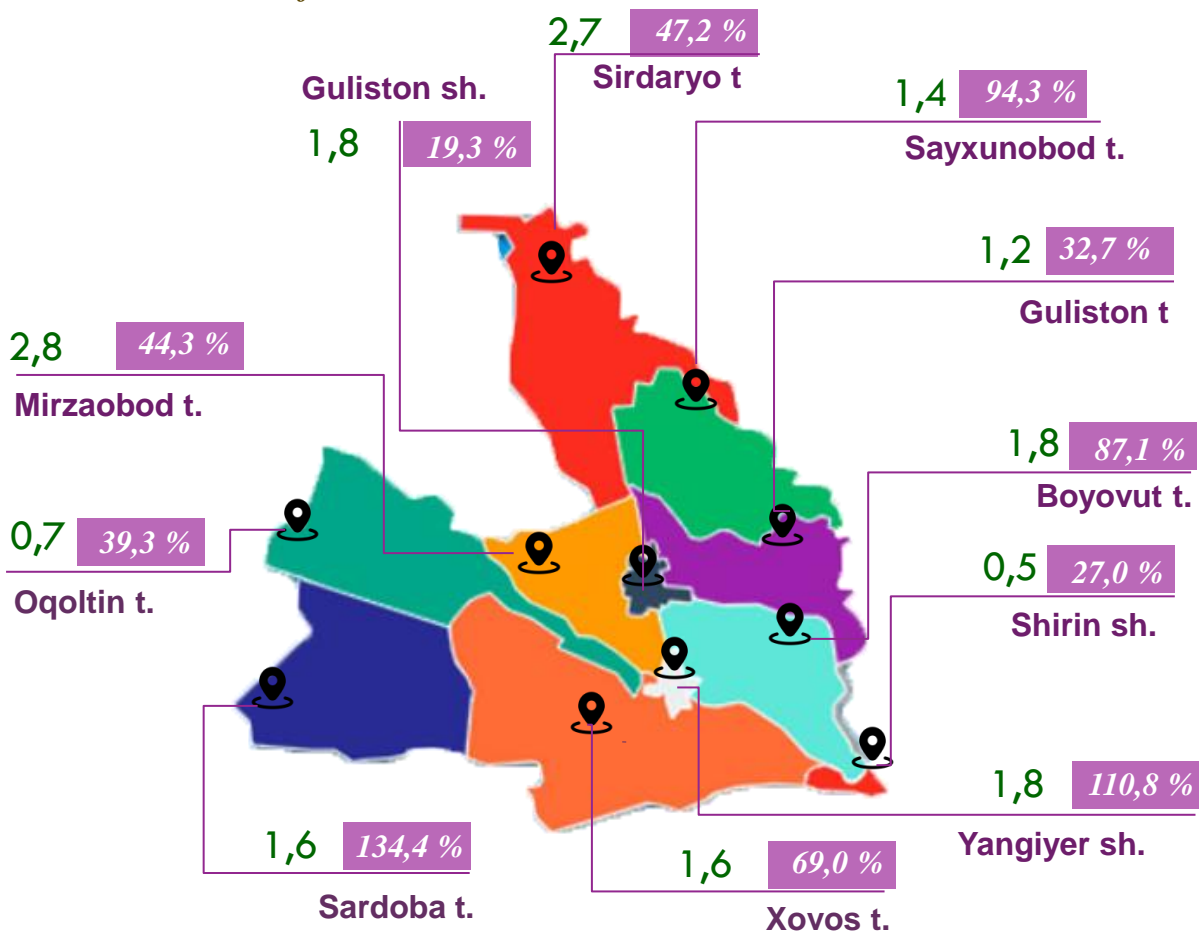 2,7 47,2 %
Sirdaryo t
Guliston sh.
1,8 19,3 %
1,4 94,3 %
Sayxunobod t.
1,2 32,7 %
Guliston t
2,8 44,3 %
Mirzaobod t.
1,8 87,1 %
Boyovut t.
0,7 39,3 %
Oqoltin t.
0,5 27,0 %
Shirin sh.
1,8 110,8 %
Yangiyer sh.
1,6 134,4 %
Sardoba t.
1,6 69,0 %
Xovos t.